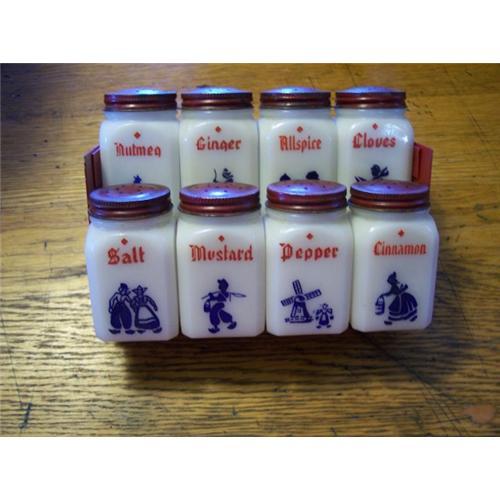 Nutmeg
Ginger
Allspice
Cloves
Salt
Mustard
Pepper
Cinnamon